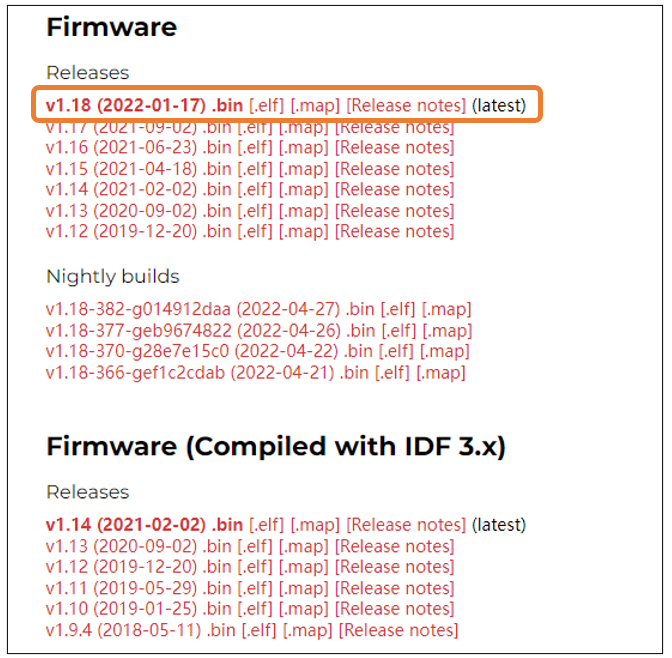 Firmware
Releases
v1.18 (2022-01-17) .bin [.elf] [.map] [Release notes] (latest)
v1.17 (2021-09-02) .bin [.elf] [.map] [Release notes]
v1.16 (2021-06-23) .bin [.elf] [.map] [Release notes]
v1.15 (2021-04-18) .bin [.elf] [.map] [Release notes]
v1.14 (2021-02-02) .bin [.elf] [.map] [Release notes]
v1.13 (2020-09-02) .bin [.elf] [.map] [Release notes]
v1.12 (2019-12-20) .bin [.elf] [.map] [Release notes]
Nightly builds
v1.18-382-g014912daa (2022-04-27) .bin [.elf] [.map]
v1.18-377-geb9674822 (2022-04-26) .bin [.elf] [.map]
v1.18-370-g28e7e15c0 (2022-04-22) .bin [.elf] [.map]
v1.18-366-gef1c2cdab (2022-04-21) .bin [.elf] [.map]
Firmware (Compiled with IDF 3.x)
Releases
v1.14 (2021-02-02) .bin [.elf] [.map] [Release notes] (latest)
v1.13 (2020-09-02) .bin [.elf] [.map] [Release notes]
v1.12 (2019-12-20) .bin [.elf] [.map] [Release notes]
v1.11 (2019-05-29) .bin [.elf] [.map] [Release notes]
v1.10 (2019-01-25) .bin [.elf] [.map] [Release notes]
v1.9.4 (2018-05-11) .bin [.elf] [.map] [Release notes]